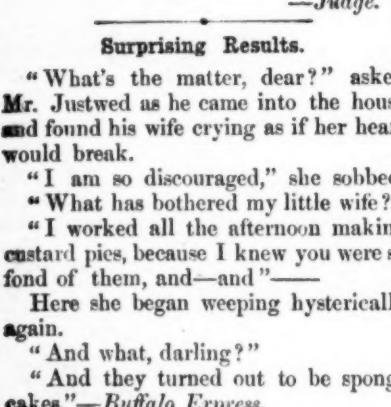 —Judge.
Surprising Results.
"What's the matter, dear?" aske
Mr. Justwed as he came into the hous
and found his wife crying as if her hear
would break.
"I am so discouraged," she sobbed
"What has bothered my little wife?
"I worked all the afternoon makin
custard pies, because I knew you were s
fond of them, and—and"——
Here she began weeping hystericall
again.
"And what, darling?"
"And they turned out to be spong
cakes."—Buffalo Express